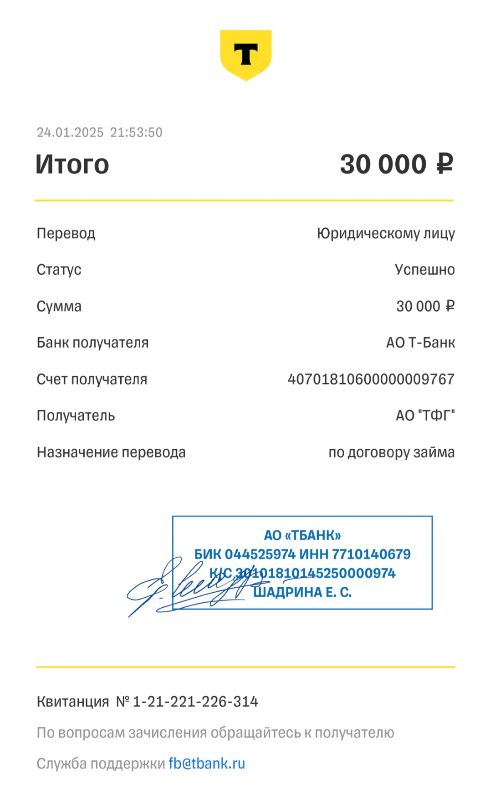 Т
24.01.2025 21:53:50
Итого 30 000 ₽
Перевод Юридическому лицу
Статус Успешно
Сумма 30 000 ₽
Банк получателя АО Т-Банк
Счет получателя 40701810600000009767
Получатель АО "ТФГ"
Назначение перевода по договору займа
АО «ТБАНК»
БИК 044525974 ИНН 7710140679
К/С 30101810145250000974
ШАДРИНА Е. С.
Квитанция № 1-21-221-226-314
По вопросам зачисления обращайтесь к получателю
Служба поддержки fb@tbank.ru